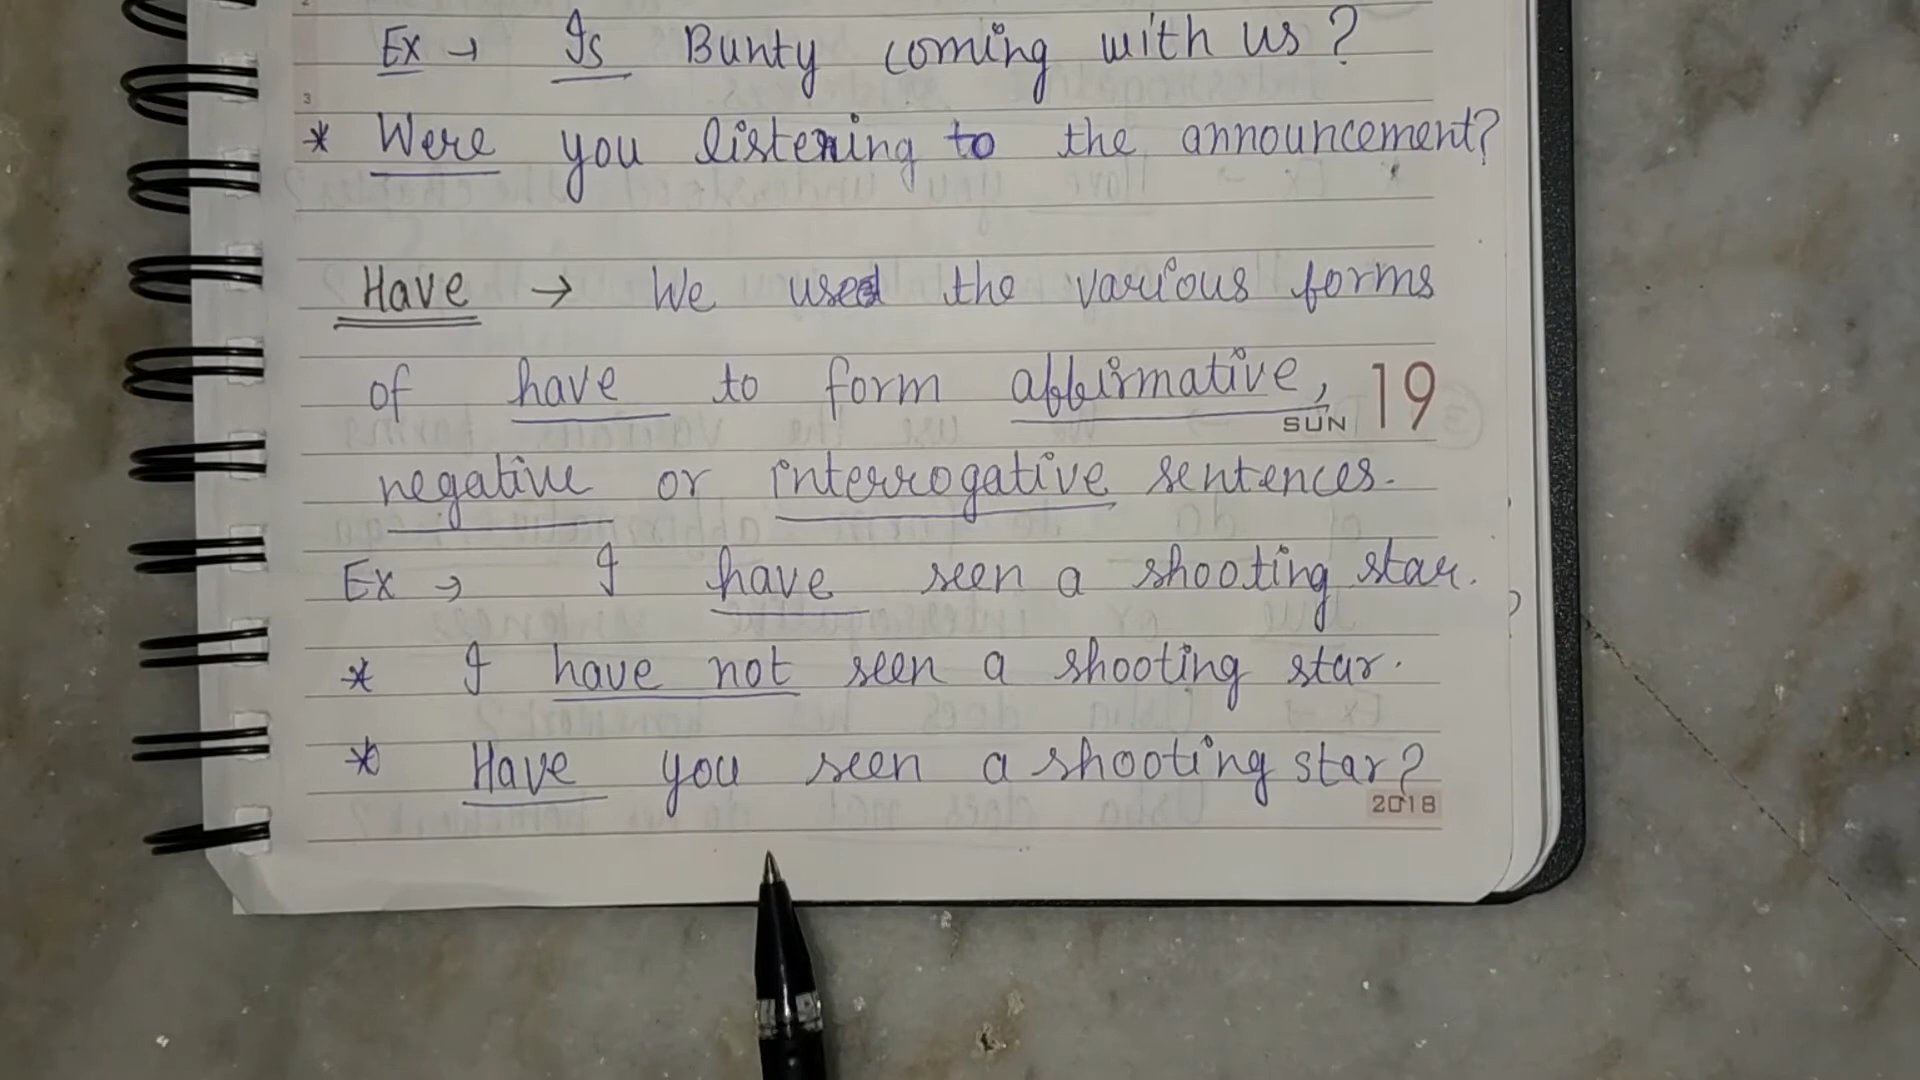 Ex → Is Bunty coming with us ?
3
* Were you listening to the announcement?
Have → We used the various forms
of have to form affirmative,
SUN 19
negative or interrogative sentences.
Ex → I have seen a shooting star.
* I have not seen a shooting star.
* Have you seen a shooting star?
2018